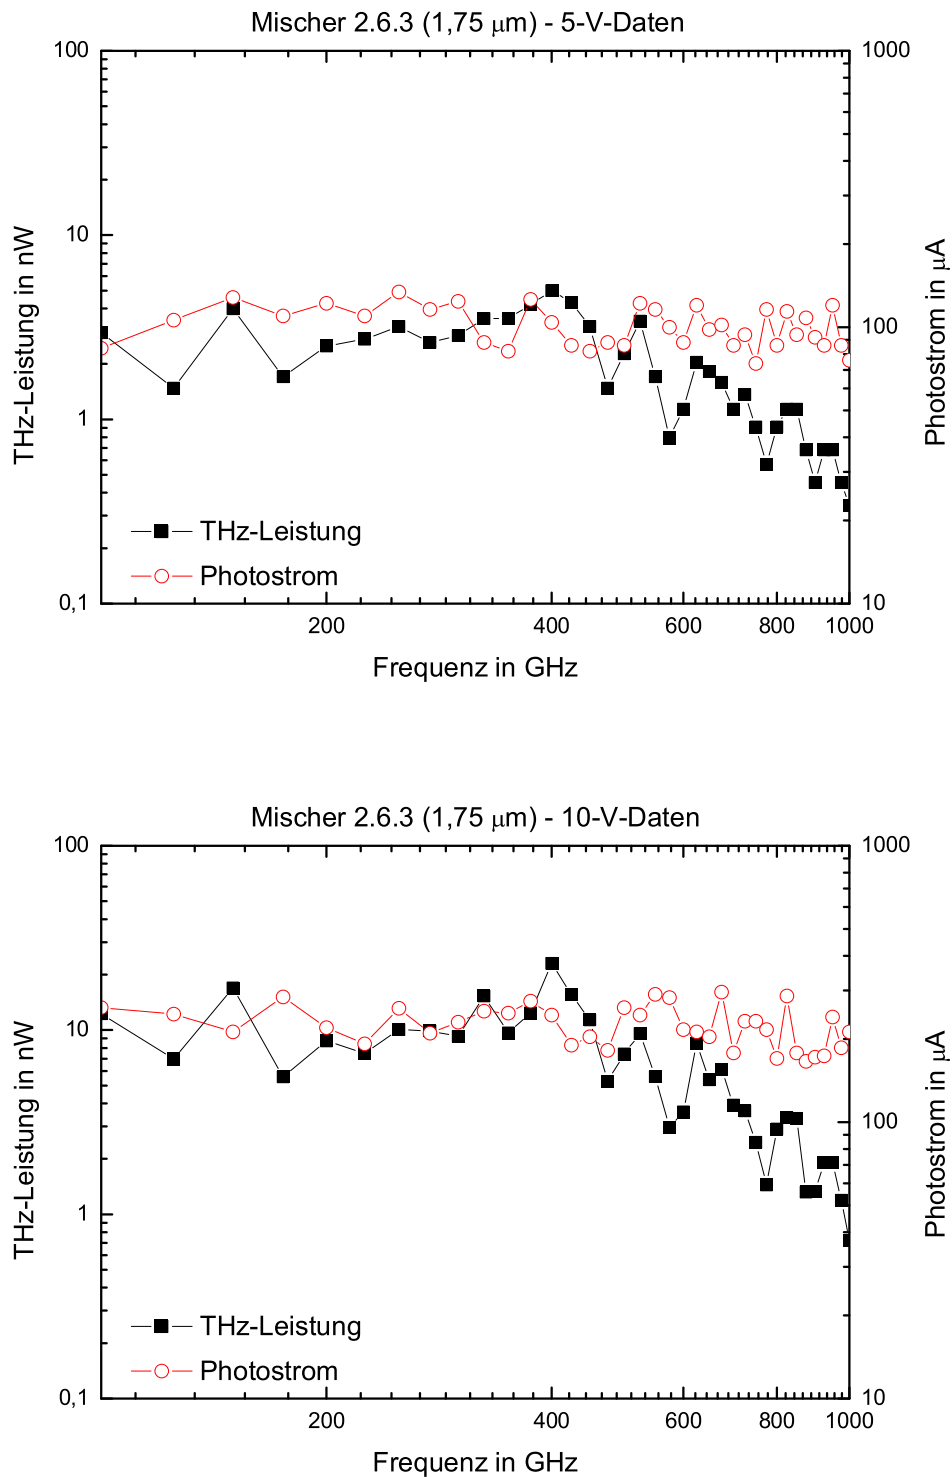 Mischer 2.6.3 (1,75 μm) - 5-V-Daten
100
1000
10
100
1
0,1
10
THz-Leistung in nW
Photostrom in μA
THz-Leistung
Photostrom
200
400
600
800
1000
Frequenz in GHz
Mischer 2.6.3 (1,75 μm) - 10-V-Daten
100
1000
10
100
1
0,1
10
THz-Leistung in nW
Photostrom in μA
THz-Leistung
Photostrom
200
400
600
800
1000
Frequenz in GHz